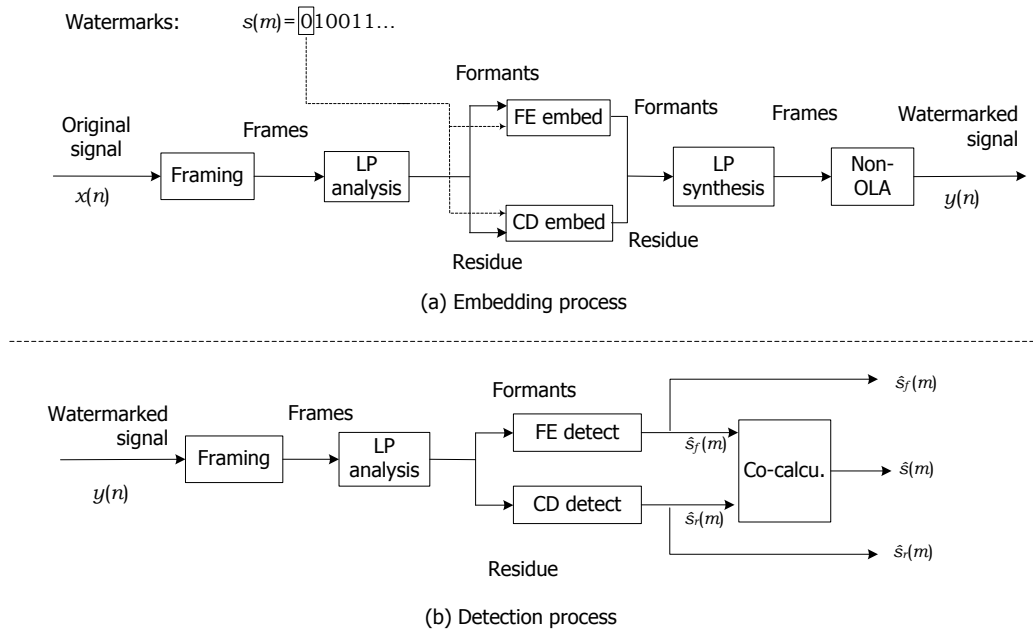 Watermarks: s(m) = 010011...
Formants
FE embed
Formants
Frames
Watermarked
signal
Original
signal
Frames
x(n)
Framing
LP
analysis
LP
synthesis
Non-
OLA
y(n)
CD embed
Residue
Residue
(a) Embedding process
Formants
ŝf(m)
Watermarked
signal
Frames
FE detect
ŝf(m)
y(n)
Framing
LP
analysis
Co-calcu.
ŝ(m)
CD detect
ŝr(m)
ŝr(m)
Residue
(b) Detection process